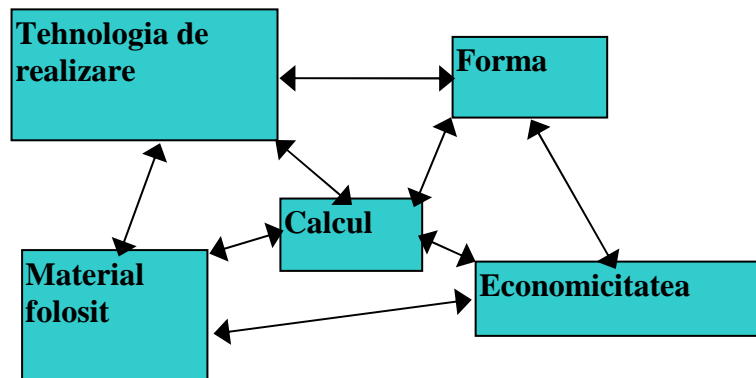 Tehnologia de
realizare
Forma
Calcul
Material
folosit
Economicitatea